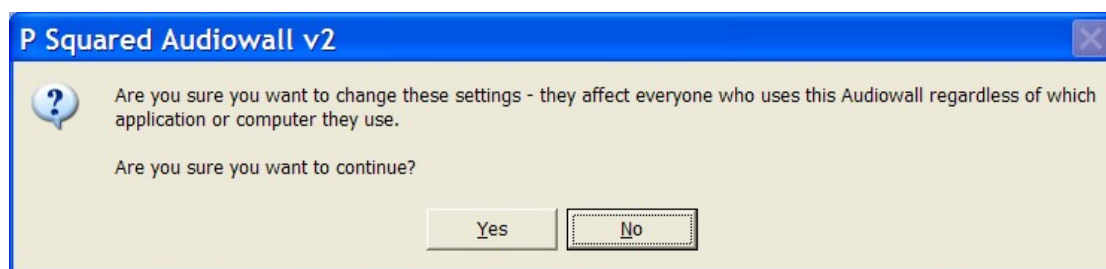 P Squared Audiowall v2
Are you sure you want to change these settings - they affect everyone who uses this Audiowall regardless of which
application or computer they use.
Are you sure you want to continue?
Yes
No